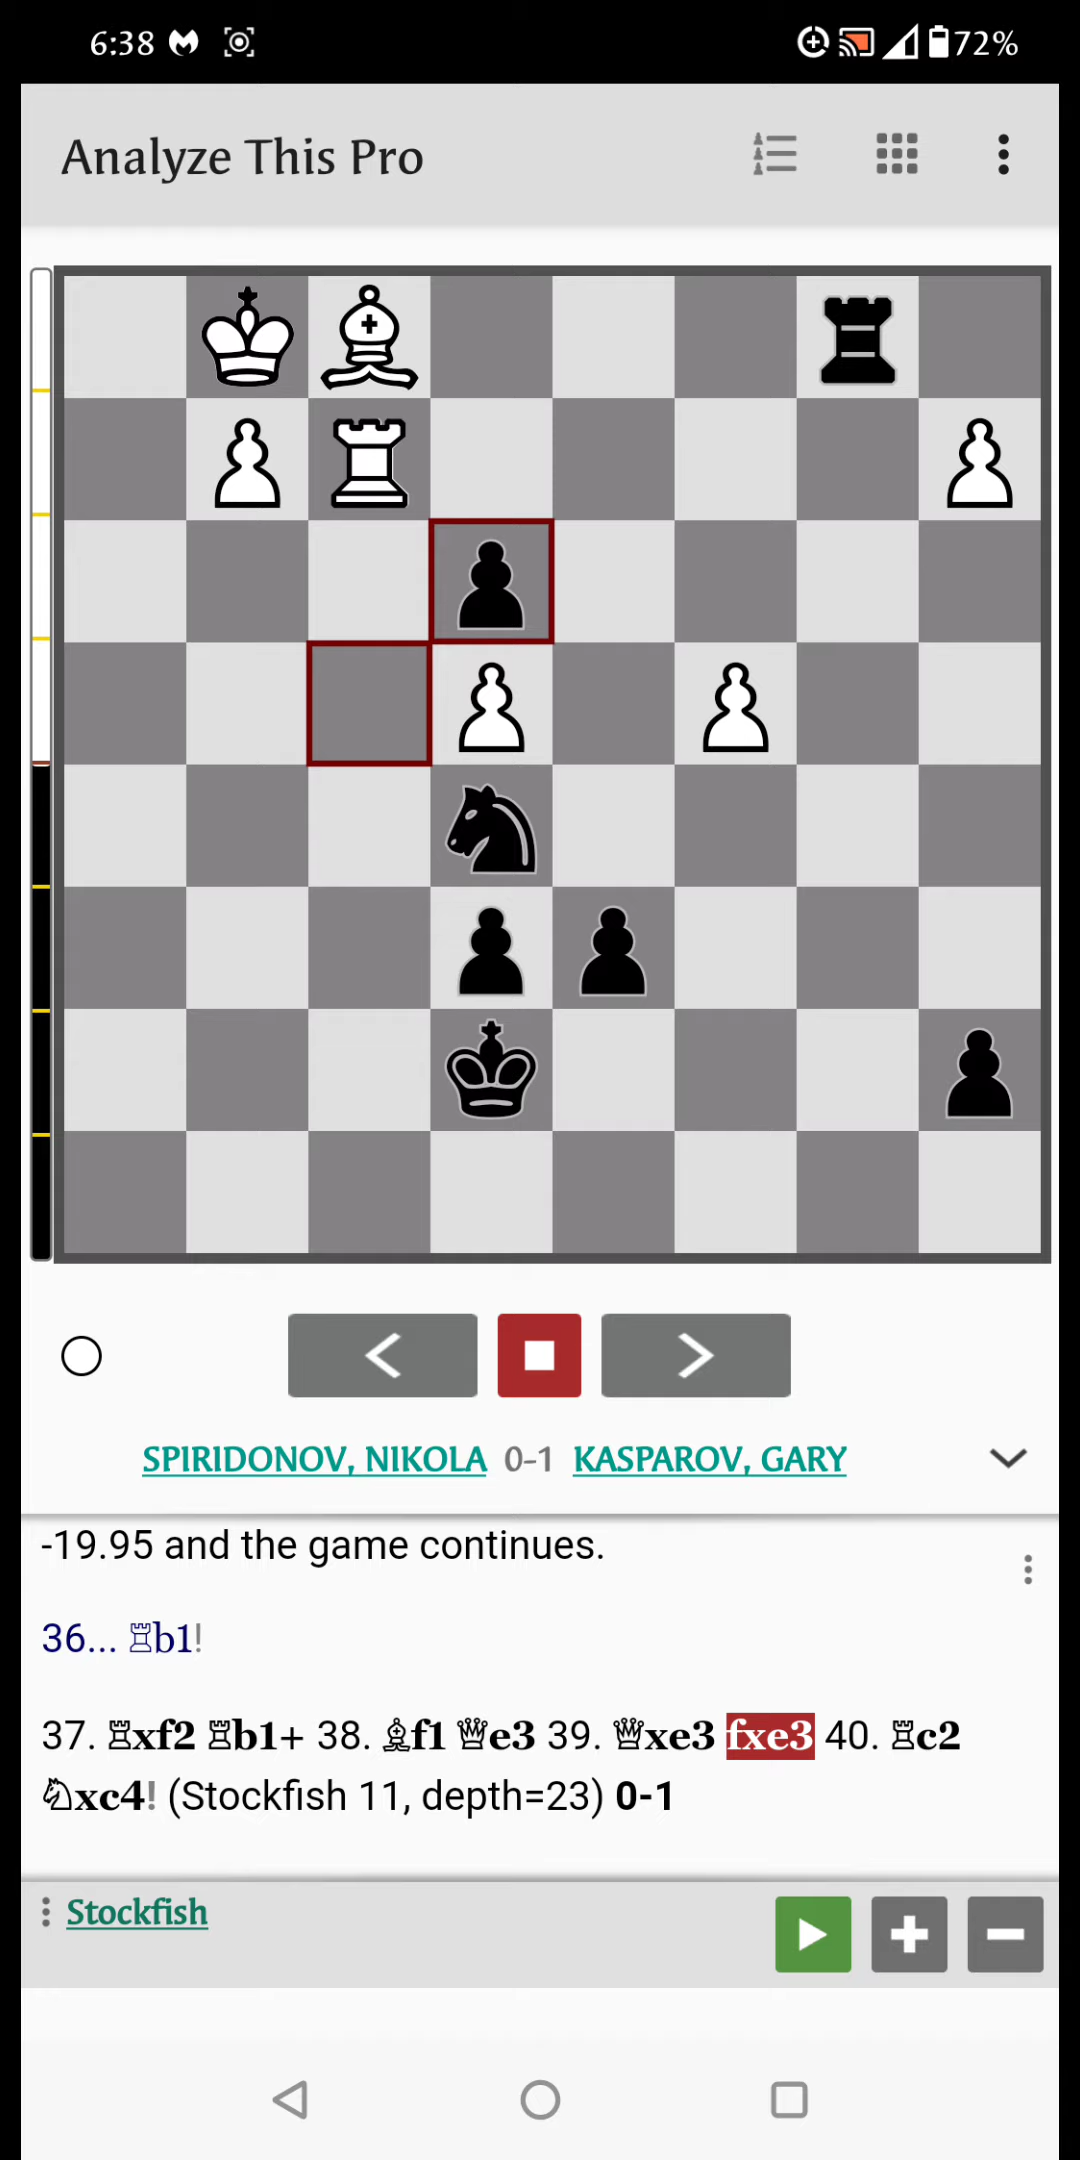 6:38 72%
Analyze This Pro
SPIRIDONOV, NIKOLA 0-1 KASPAROV, GARY
-19.95 and the game continues.
36... ♖b1!
37. ♖xf2 ♖b1+ 38. ♗f1 ♕e3 39. ♕xe3 fxe3 40. ♖c2
♘xc4! (Stockfish 11, depth=23) 0-1
Stockfish